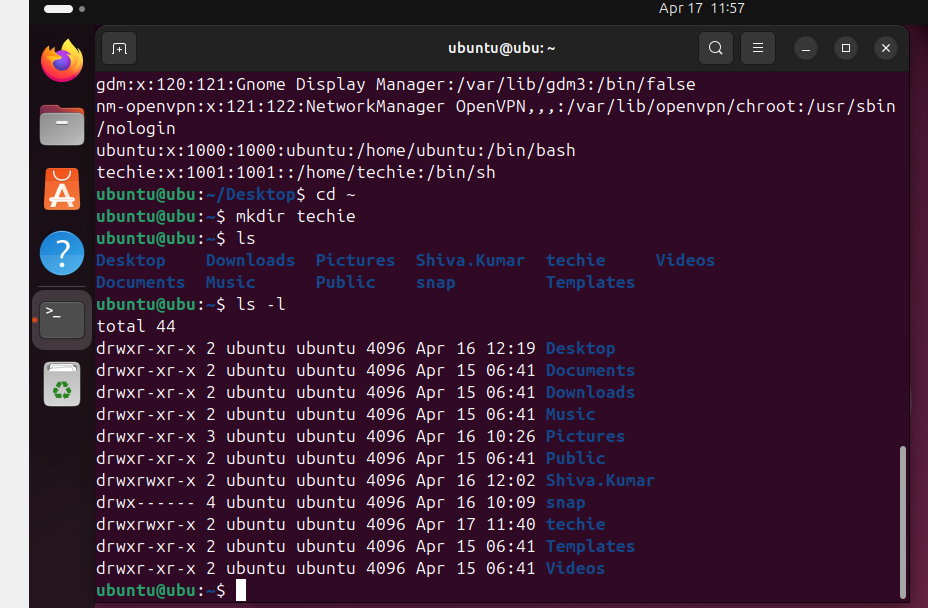 Apr 17 11:57
ubuntu@ubu: ~
gdm:x:120:121:Gnome Display Manager:/var/lib/gdm3:/bin/false
nm-openvpn:x:121:122:NetworkManager OpenVPN,,,:/var/lib/openvpn/chroot:/usr/sbin
/nologin
ubuntu:x:1000:1000:ubuntu:/home/ubuntu:/bin/bash
techie:x:1001:1001::/home/techie:/bin/sh
ubuntu@ubu:~/Desktop$ cd ~
ubuntu@ubu:~$ mkdir techie
ubuntu@ubu:~$ ls
Desktop    Downloads  Pictures  Shiva.Kumar  techie     Videos
Documents  Music      Public    snap         Templates
ubuntu@ubu:~$ ls -l
total 44
drwxr-xr-x 2 ubuntu ubuntu 4096 Apr 16 12:19 Desktop
drwxr-xr-x 2 ubuntu ubuntu 4096 Apr 15 06:41 Documents
drwxr-xr-x 2 ubuntu ubuntu 4096 Apr 15 06:41 Downloads
drwxr-xr-x 2 ubuntu ubuntu 4096 Apr 15 06:41 Music
drwxr-xr-x 3 ubuntu ubuntu 4096 Apr 16 10:26 Pictures
drwxr-xr-x 2 ubuntu ubuntu 4096 Apr 15 06:41 Public
drwxrwxr-x 2 ubuntu ubuntu 4096 Apr 16 12:02 Shiva.Kumar
drwx------ 4 ubuntu ubuntu 4096 Apr 16 10:09 snap
drwxrwxr-x 2 ubuntu ubuntu 4096 Apr 17 11:40 techie
drwxr-xr-x 2 ubuntu ubuntu 4096 Apr 15 06:41 Templates
drwxr-xr-x 2 ubuntu ubuntu 4096 Apr 15 06:41 Videos
ubuntu@ubu:~$